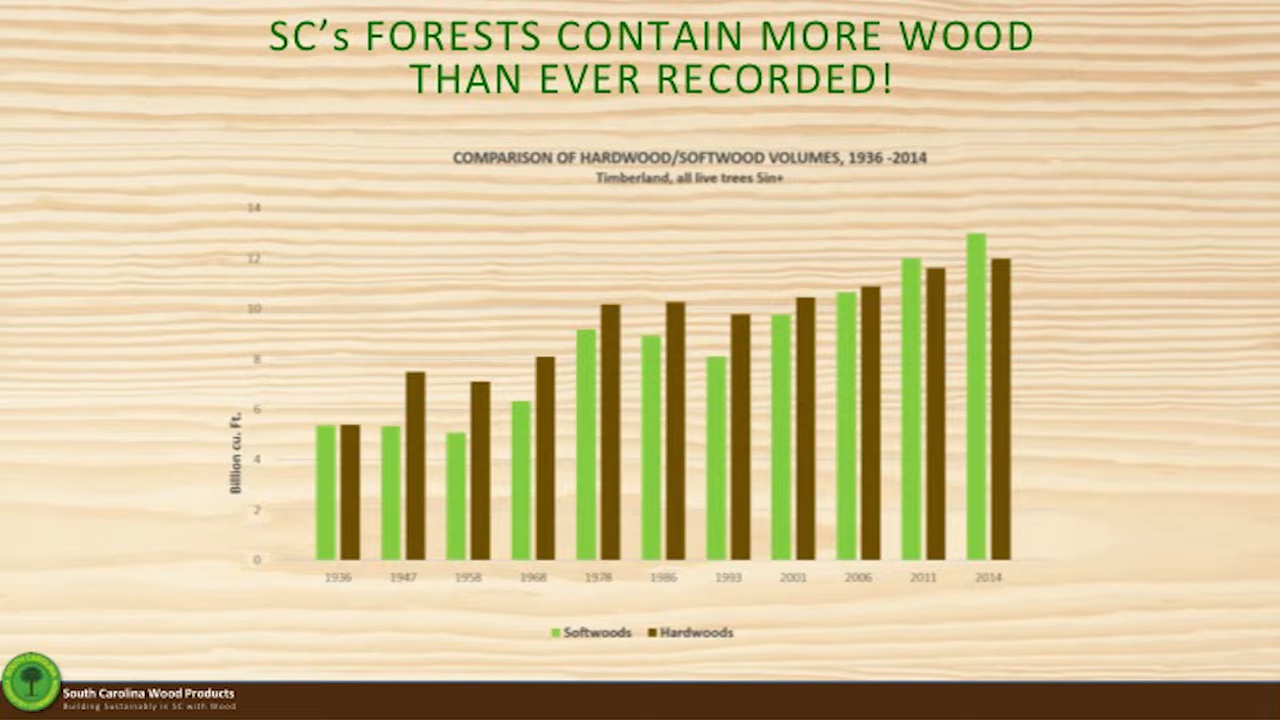 SC's FORESTS CONTAIN MORE WOOD
THAN EVER RECORDED!
COMPARISON OF HARDWOOD/SOFTWOOD VOLUMES, 1936 -2014
Timberland, all live trees 5in+
14
12
10
8
6
4
2
0
Billion cu. Ft.
1936 1947 1958 1968 1978 1986 1993 2001 2006 2011 2014
Softwoods Hardwoods
South Carolina Wood Products
Building Sustainably in SC with Wood